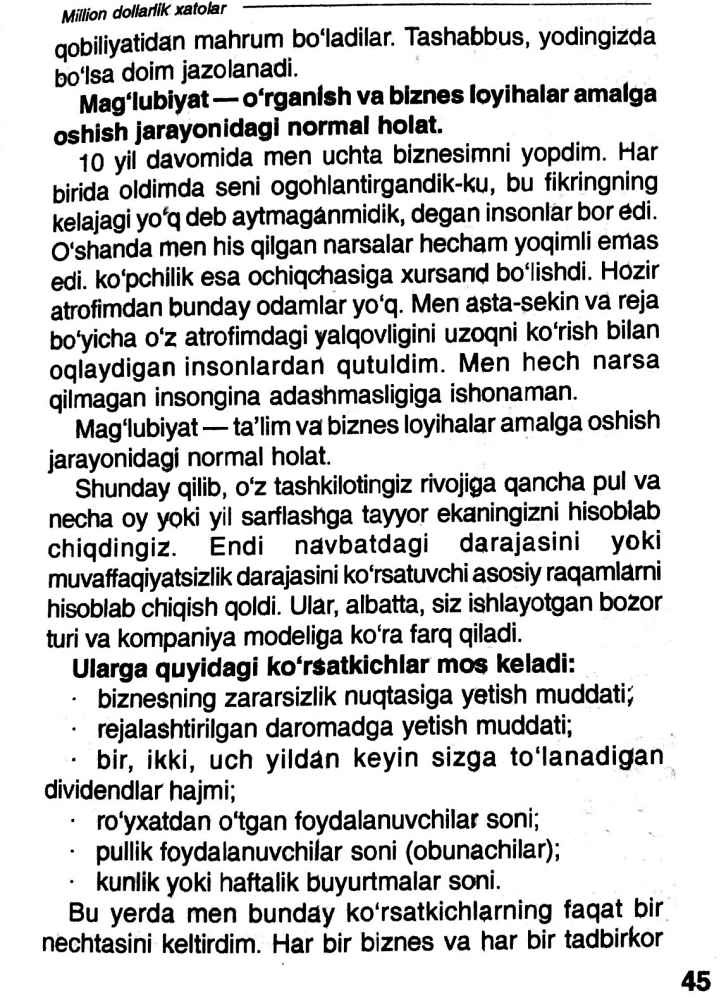 Million dollarlik xatolar
qobiliyatidan mahrum bo‘ladilar. Tashabbus, yodingizda
bo‘lsa doim jazolanadi.
Mag‘lubiyat — o‘rganish va biznes loyihalar amalga
oshish jarayonidagi normal holat.
10 yil davomida men uchta biznesimni yopdim. Har
birida oldimda seni ogohlantirgandik-ku, bu fikringning
kelajagi yo‘q deb aytmaganmidik, degan insonlar bor edi.
O‘shanda men his qilgan narsalar hecham yoqimli emas
edi. ko‘pchilik esa ochiqchasiga xursand bo‘lishdi. Hozir
atrofimdan bunday odamlar yo‘q. Men asta-sekin va reja
bo‘yicha o‘z atrofimdagi yalqovligini uzoqni ko‘rish bilan
oqlaydigan insonlardan qutuldim. Men hech narsa
qilmagan insongina adashmasligiga ishonaman.
Mag‘lubiyat — ta’lim va biznes loyihalar amalga oshish
jarayonidagi normal holat.
Shunday qilib, o‘z tashkilotingiz rivojiga qancha pul va
necha oy yoki yil sarflashga tayyor ekaningizni hisoblab
chiqdingiz. Endi navbatdagi darajasini yoki
muvaffaqiyatsizlik darajasini ko‘rsatuvchi asosiy raqamlarni
hisoblab chiqish qoldi. Ular, albatta, siz ishlayotgan bozor
turi va kompaniya modeliga ko‘ra farq qiladi.
Ularga quyidagi ko‘rsatkichlar mos keladi:
· biznesning zararsizlik nuqtasiga yetish muddati;
· rejalashtirilgan daromadga yetish muddati;
· bir, ikki, uch yildan keyin sizga to‘lanadigan
dividendlar hajmi;
· ro‘yxatdan o‘tgan foydalanuvchilar soni;
· pullik foydalanuvchilar soni (obunachilar);
· kunlik yoki haftalik buyurtmalar soni.
Bu yerda men bunday ko‘rsatkichlarning faqat bir
nechtasini keltirdim. Har bir biznes va har bir tadbirkor
45